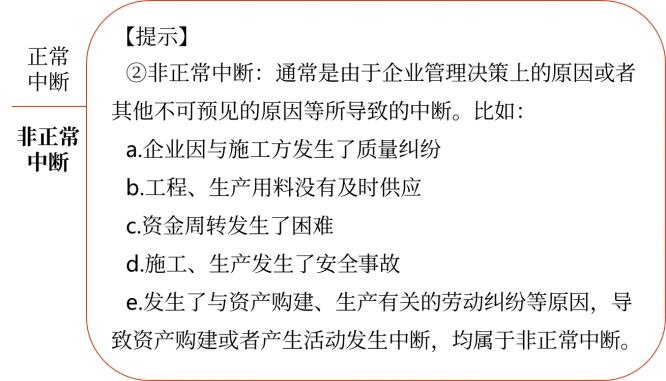 正常
中断
非正常
中断
【提示】
②非正常中断：通常是由于企业管理决策上的原因或者
其他不可预见的原因等所导致的中断。比如：
a.企业因与施工方发生了质量纠纷
b.工程、生产用料没有及时供应
c.资金周转发生了困难
d.施工、生产发生了安全事故
e.发生了与资产购建、生产有关的劳动纠纷等原因，导
致资产购建或者产生活动发生中断，均属于非正常中断。